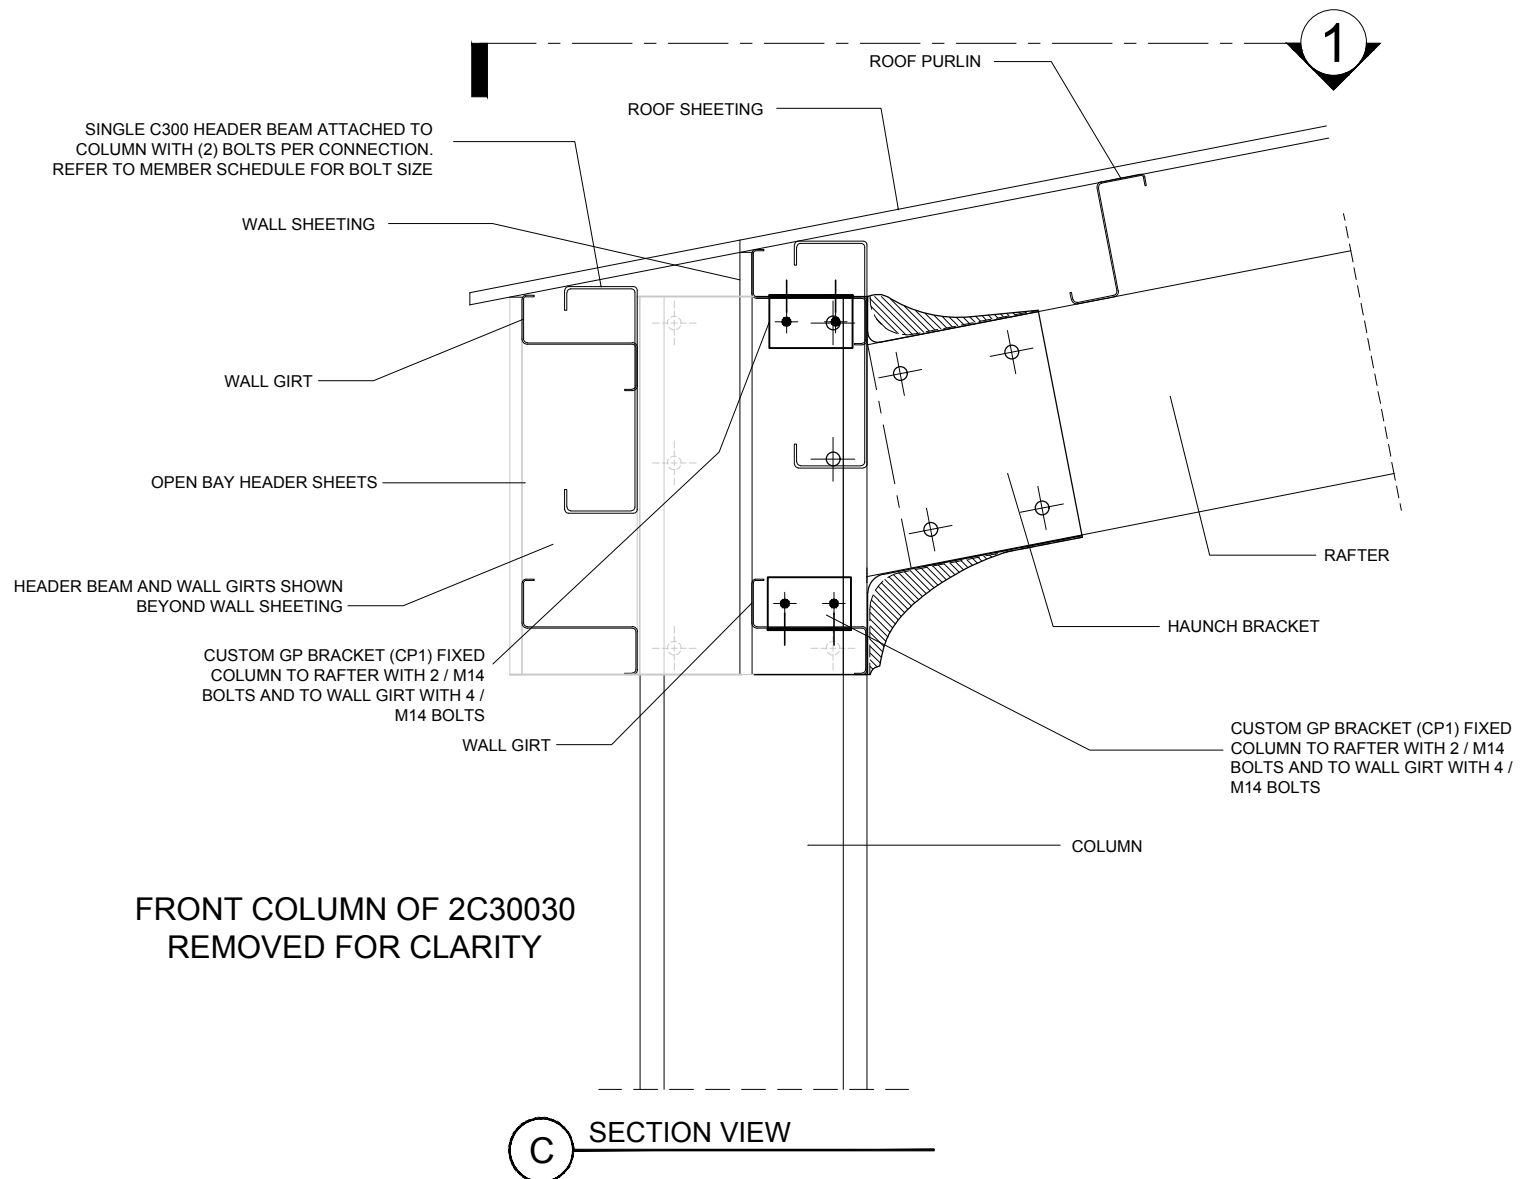 1
ROOF PURLIN
ROOF SHEETING
SINGLE C300 HEADER BEAM ATTACHED TO
COLUMN WITH (2) BOLTS PER CONNECTION.
REFER TO MEMBER SCHEDULE FOR BOLT SIZE
WALL SHEETING
WALL GIRT
OPEN BAY HEADER SHEETS
HEADER BEAM AND WALL GIRTS SHOWN
BEYOND WALL SHEETING
RAFTER
HAUNCH BRACKET
CUSTOM GP BRACKET (CP1) FIXED
COLUMN TO RAFTER WITH 2 / M14
BOLTS AND TO WALL GIRT WITH 4 /
M14 BOLTS
WALL GIRT
CUSTOM GP BRACKET (CP1) FIXED
COLUMN TO RAFTER WITH 2 / M14
BOLTS AND TO WALL GIRT WITH 4 /
M14 BOLTS
COLUMN
FRONT COLUMN OF 2C30030
REMOVED FOR CLARITY
C
SECTION VIEW